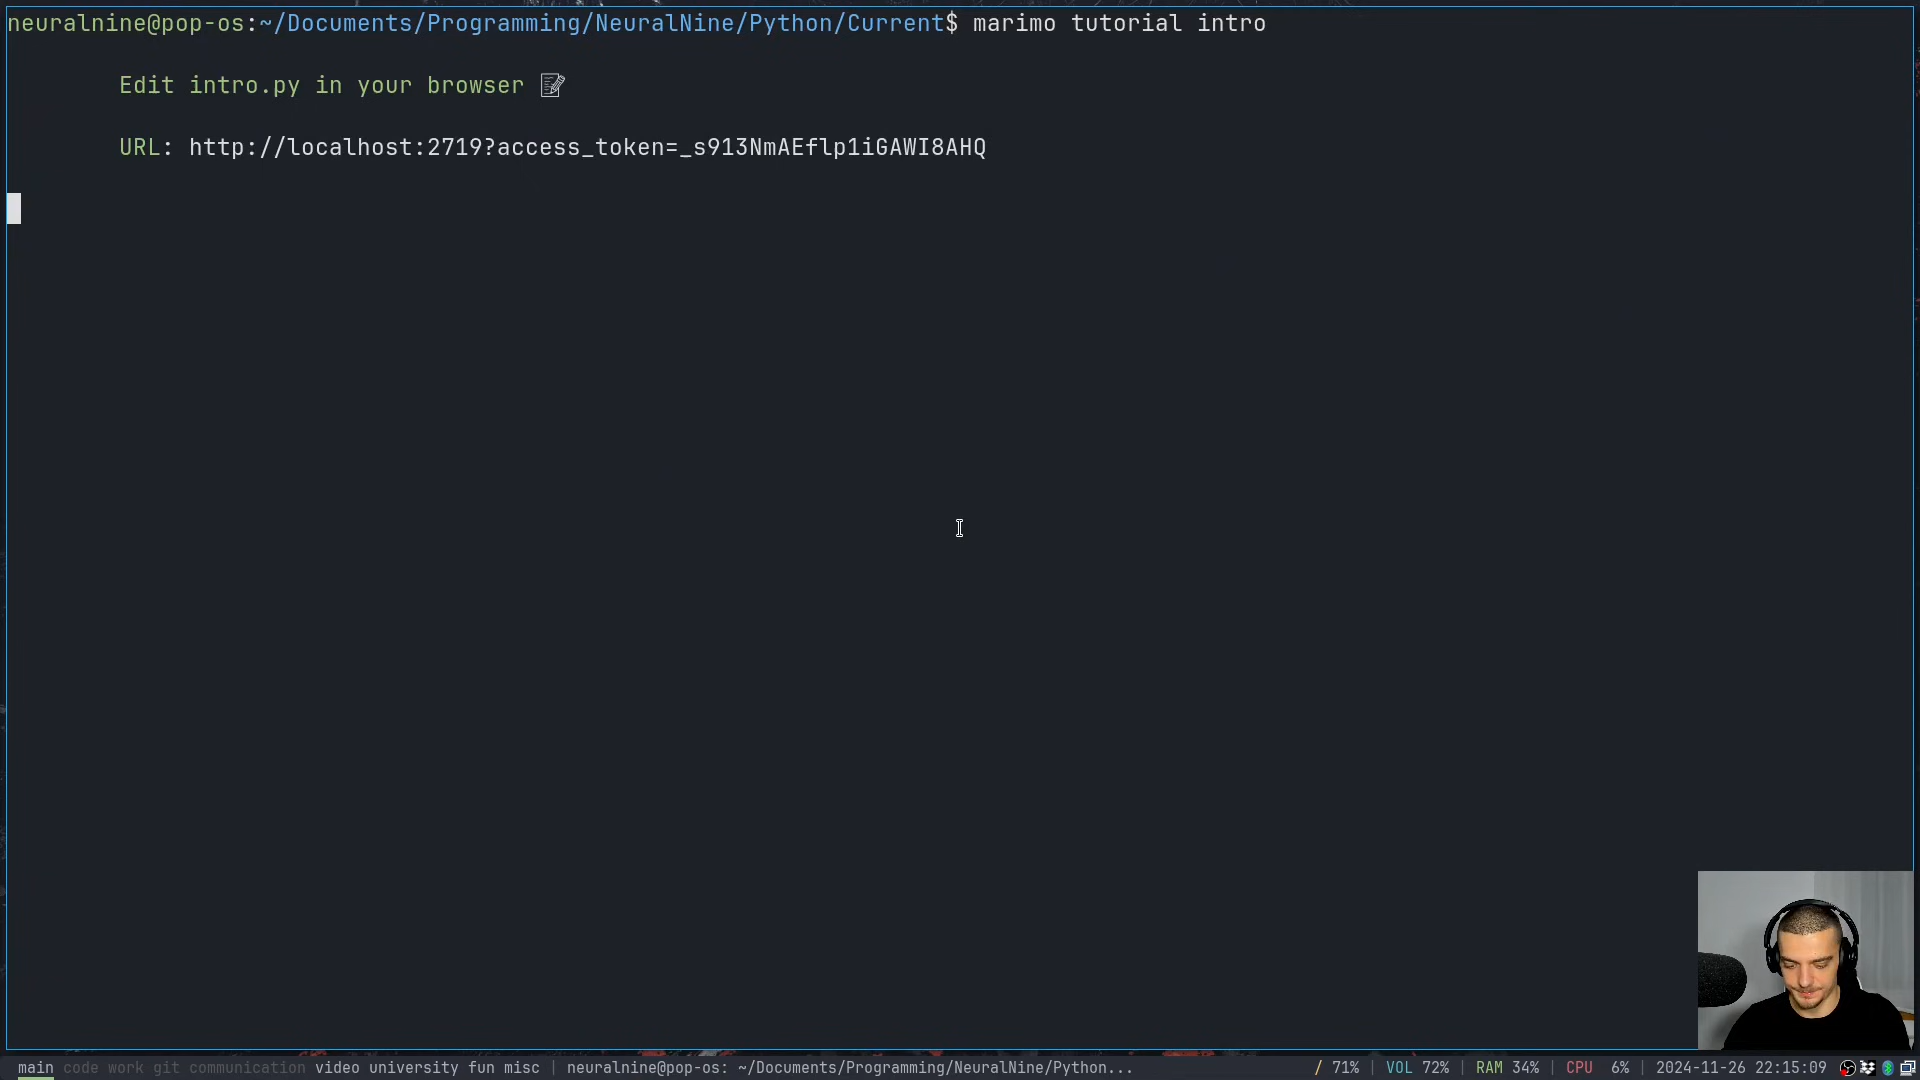 neuralnine@pop-os:~/Documents/Programming/NeuralNine/Python/Current$ marimo tutorial intro
Edit intro.py in your browser 📝
URL: http://localhost:2719?access_token=_s913NmAEflp1iGAWI8AHQ
main code work git communication video university fun misc | neuralnine@pop-os: ~/Documents/Programming/NeuralNine/Python... / 71% | VOL 72% | RAM 34% | CPU 6% | 2024-11-26 22:15:09